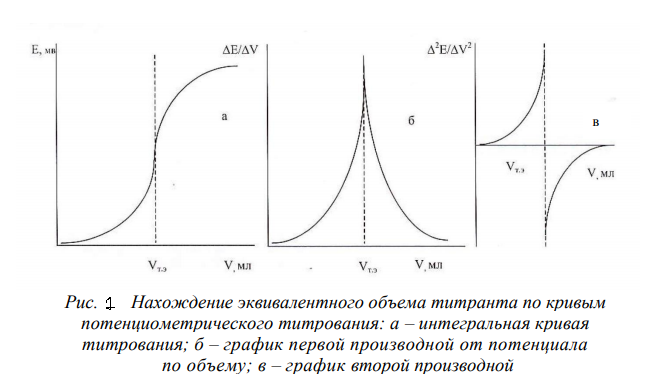 E, мв
ΔE/ΔV
Δ²E/ΔV²
а
б
в
Vт.э
V, мл
Vт.э
V, мл
Vт.э
V, мл
Рис. 1 Нахождение эквивалентного объема титранта по кривым
потенциометрического титрования: а – интегральная кривая
титрования; б – график первой производной от потенциала
по объему; в – график второй производной